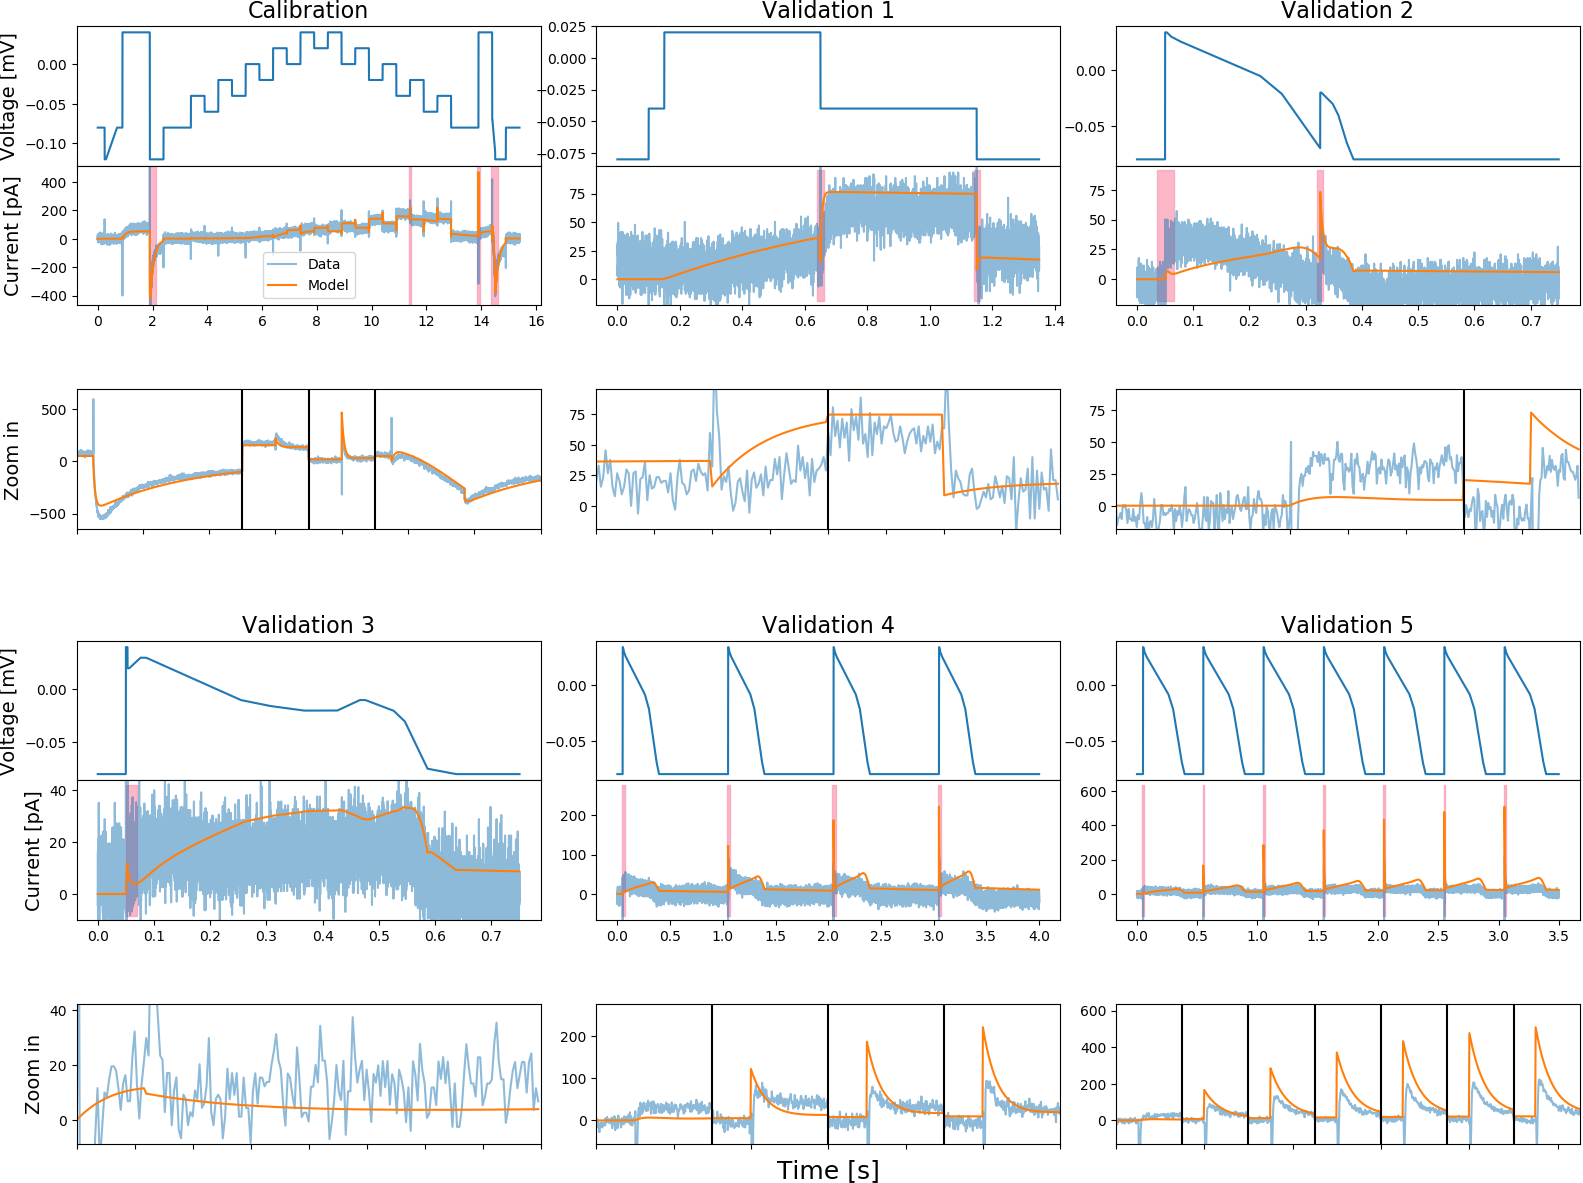 Calibration
Validation 1
Validation 2
Voltage [mV]
0.00
−0.05
−0.10
0.025
0.000
−0.025
−0.050
−0.075
0.00
−0.05
Current [pA]
400
200
0
−200
−400
Data
Model
75
50
25
0
75
50
25
0
0 2 4 6 8 10 12 14 16
0.0 0.2 0.4 0.6 0.8 1.0 1.2 1.4
0.0 0.1 0.2 0.3 0.4 0.5 0.6 0.7
Zoom in
500
0
−500
75
50
25
0
75
50
25
0
Validation 3
Validation 4
Validation 5
Voltage [mV]
0.00
−0.05
0.00
−0.05
0.00
−0.05
Current [pA]
40
20
0
200
100
0
600
400
200
0
0.0 0.1 0.2 0.3 0.4 0.5 0.6 0.7
0.0 0.5 1.0 1.5 2.0 2.5 3.0 3.5 4.0
0.0 0.5 1.0 1.5 2.0 2.5 3.0 3.5
Zoom in
40
20
0
200
100
0
600
400
200
0
Time [s]